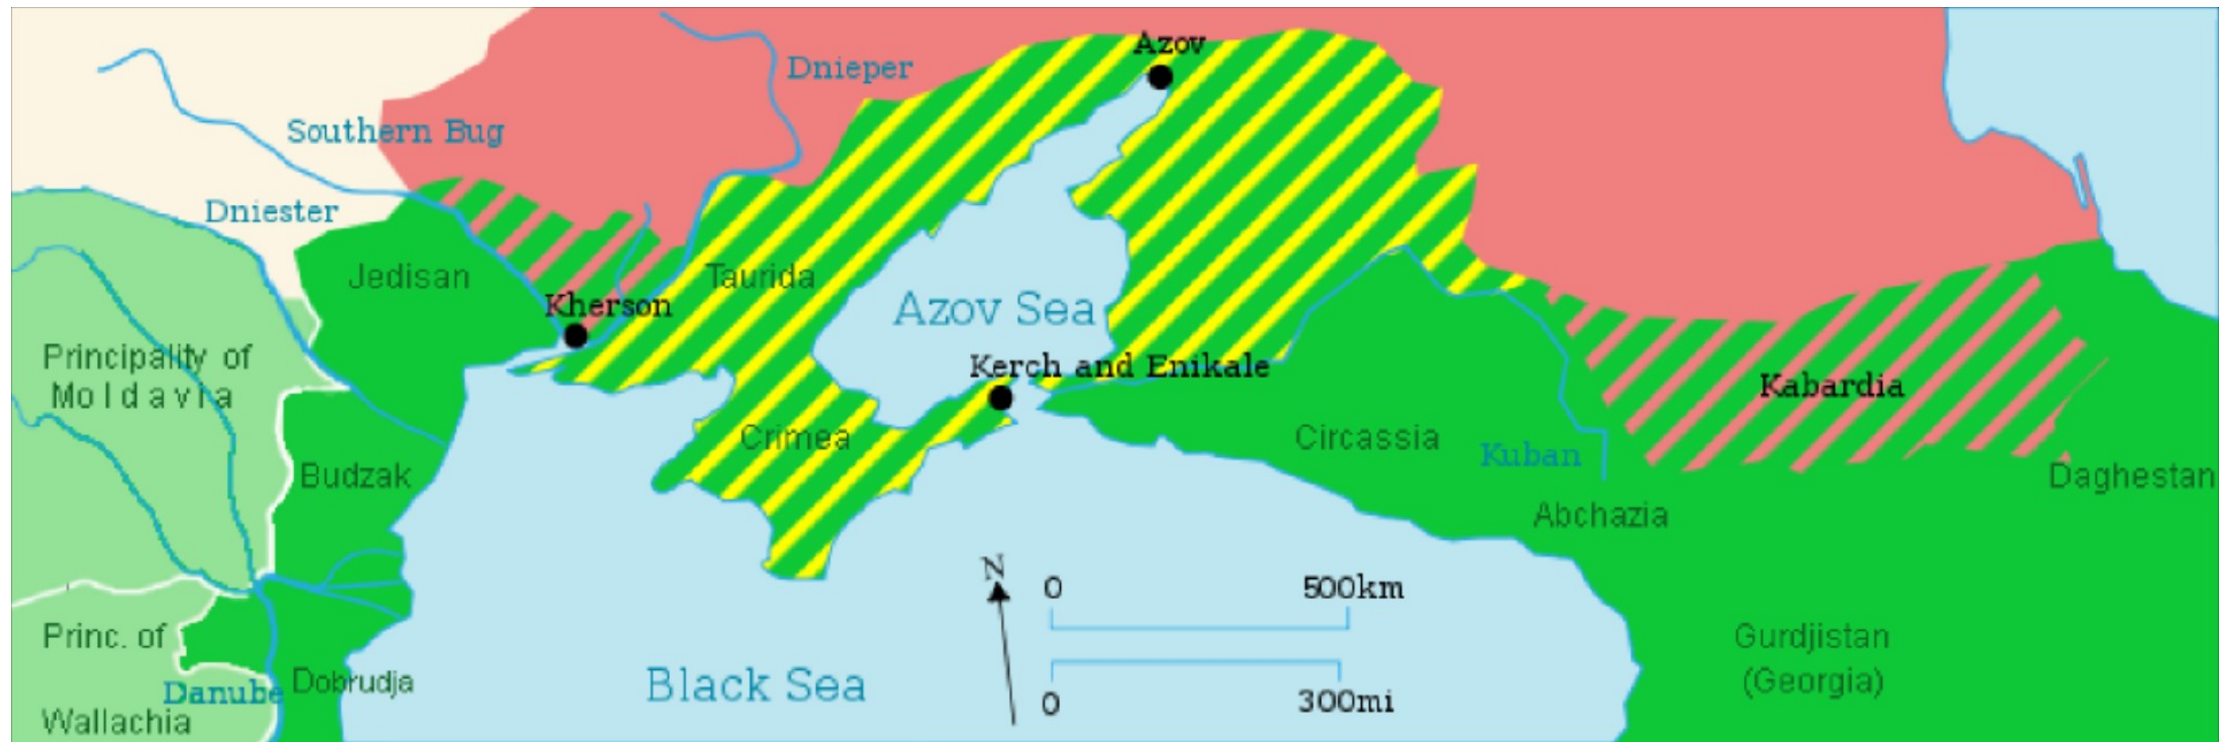 Azov
Dnieper
Southern Bug
Dniester
Jedisan
Taurida
Kherson
Azov Sea
Principality of
Moldavia
Kerch and Enikale
Kabardia
Crimea
Circassia
Kuban
Budzak
Daghestan
Abchazia
N
0
500km
Princ. of
Gurdjistan
(Georgia)
Danube
Dobrudja
Black Sea
0
300mi
Wallachia